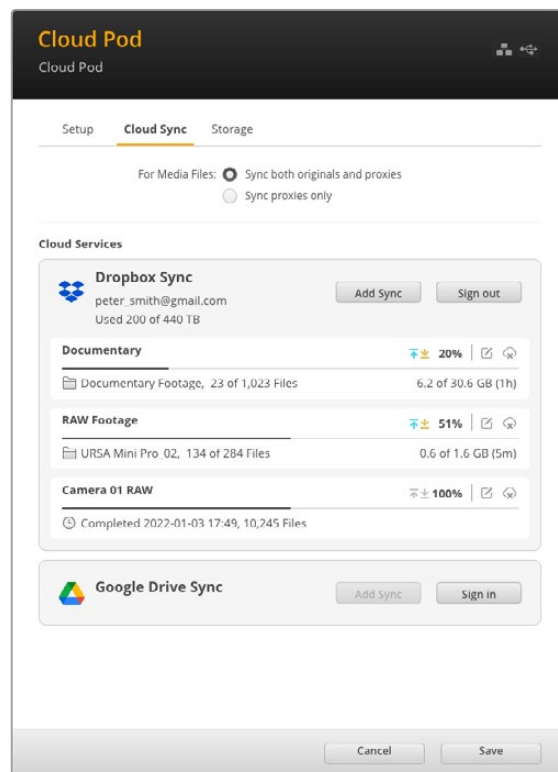 Cloud Pod
Cloud Pod
Setup Cloud Sync Storage
For Media Files: Sync both originals and proxies
Sync proxies only
Cloud Services
Dropbox Sync
peter_smith@gmail.com
Used 200 of 440 TB
Add Sync Sign out
Documentary 20%
Documentary Footage, 23 of 1,023 Files 6.2 of 30.6 GB (1h)
RAW Footage 51%
URSA Mini Pro_02, 134 of 284 Files 0.6 of 1.6 GB (5m)
Camera 01 RAW 100%
Completed 2022-01-03 17:49, 10,245 Files
Google Drive Sync Add Sync Sign in
Cancel Save